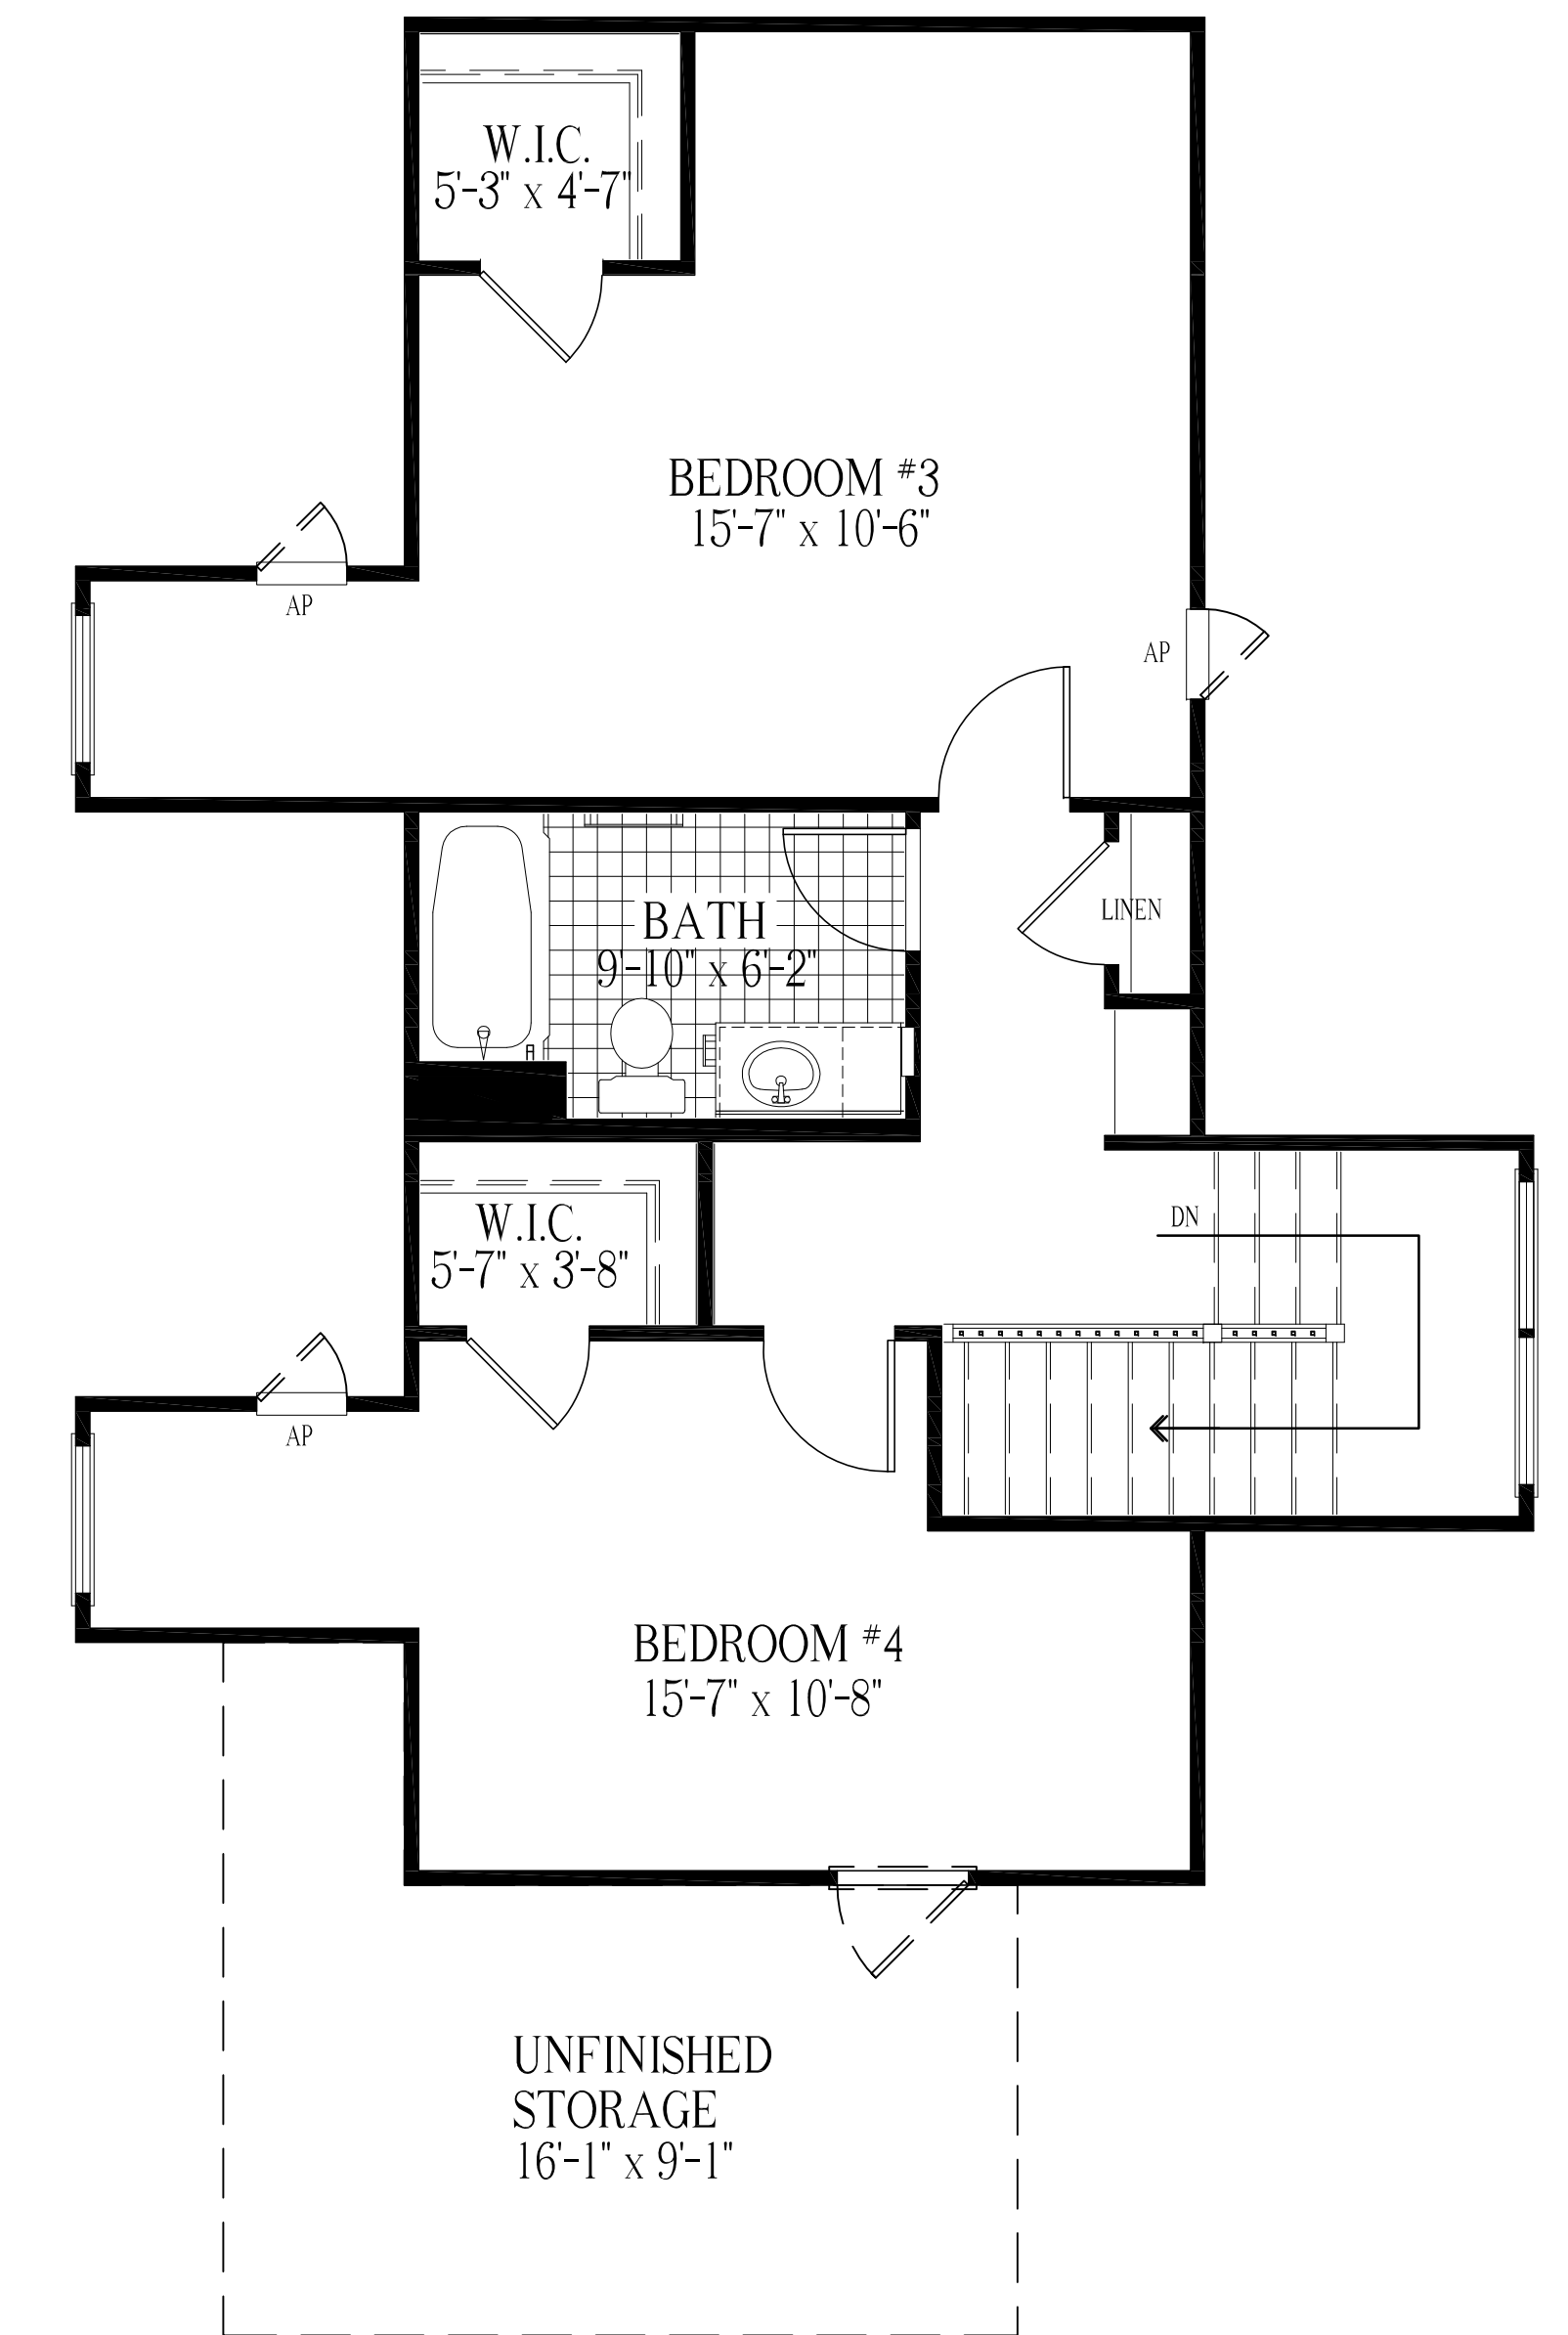 W.I.C.
5'-3" x 4'-7"
BEDROOM #3
15'-7" x 10'-6"
AP
AP
BATH
9'-10" x 6'-2"
LINEN
W.I.C.
5'-7" x 3'-8"
DN
AP
BEDROOM #4
15'-7" x 10'-8"
UNFINISHED
STORAGE
16'-1" x 9'-1"